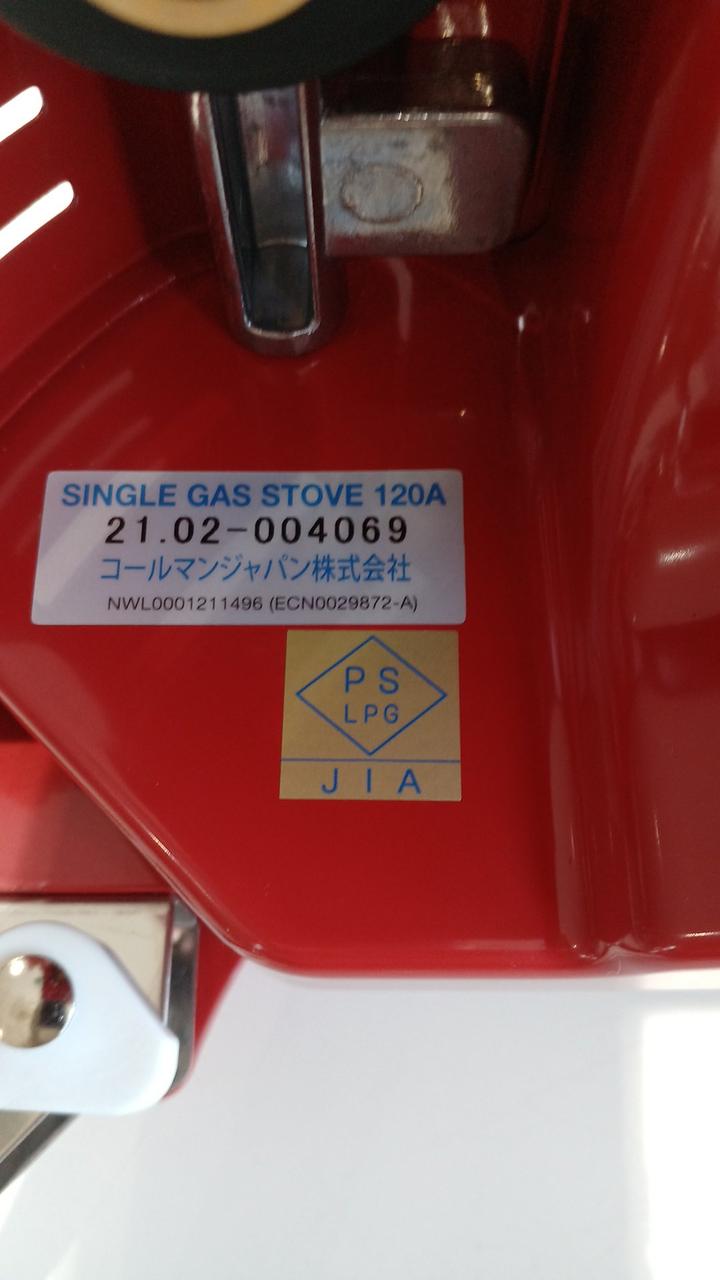 SINGLE GAS STOVE 120A
21.02-004069
コールマンジャパン株式会社
NWL0001211496 (ECN0029872-A)
PS
LPG
JIA